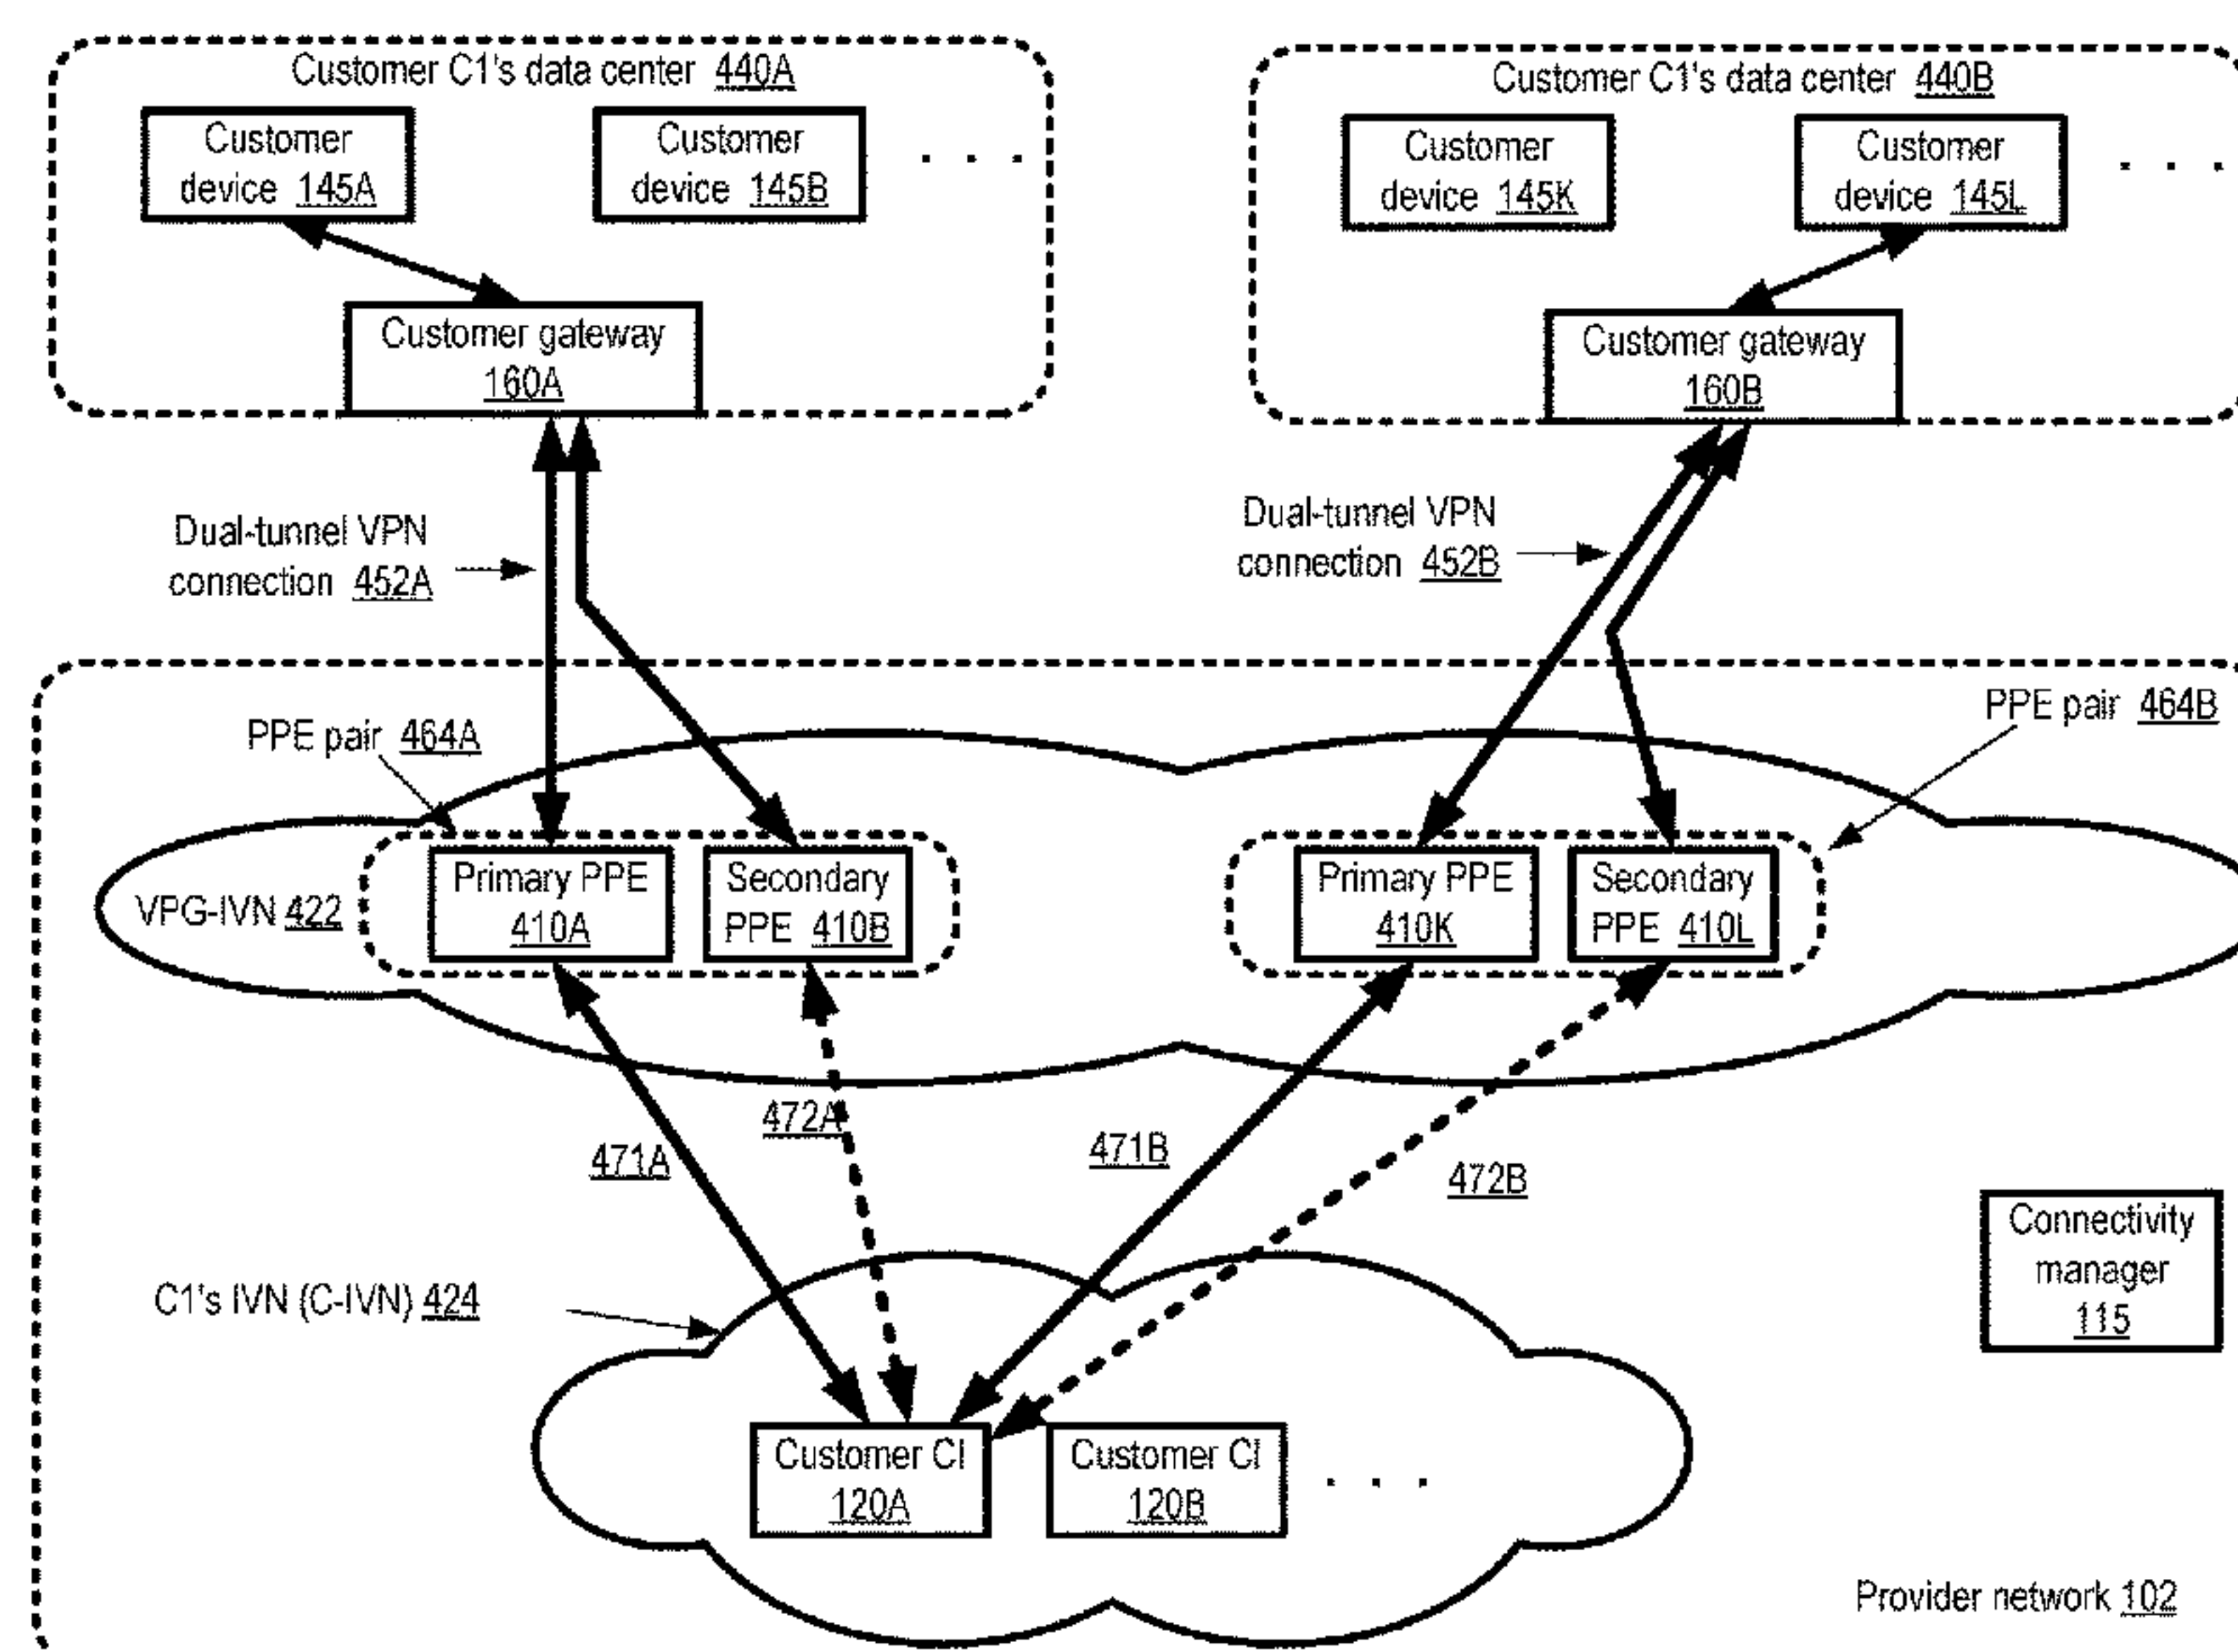 Customer C1's data center 440A
Customer device 145A
Customer device 145B
. . .
Customer gateway 160A
Customer C1's data center 440B
Customer device 145K
Customer device 145L
. . .
Customer gateway 160B
Dual-tunnel VPN
connection 452A
Dual-tunnel VPN
connection 452B
PPE pair 464A
PPE pair 464B
VPG-IVN 422
Primary PPE
410A
Secondary
PPE 410B
Primary PPE
410K
Secondary
PPE 410L
471A
472A
471B
472B
Connectivity
manager
115
C1's IVN (C-IVN) 424
Customer CI
120A
Customer CI
120B
. . .
Provider network 102